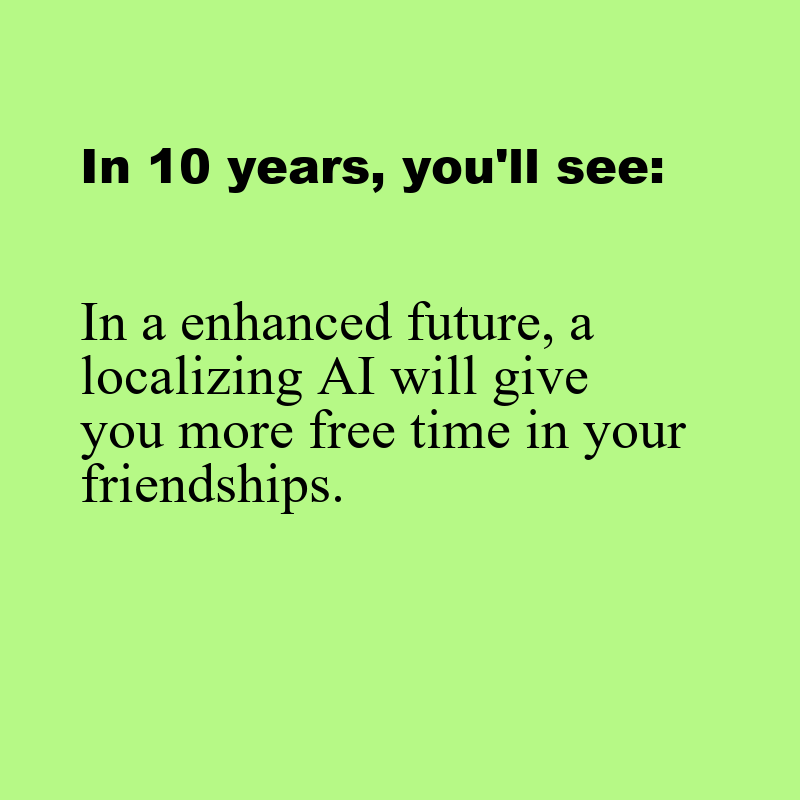 In 10 years, you'll see:
In a enhanced future, a
localizing AI will give
you more free time in your
friendships.